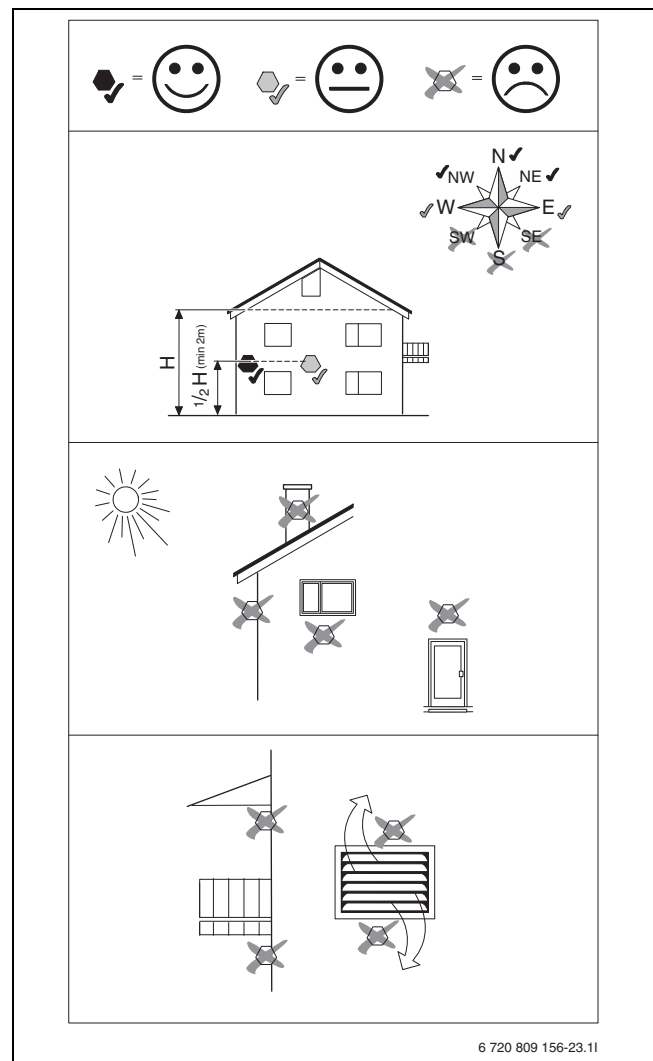 = = =
N
NW NE
W E
SW SE
S
H
1/2 H (min 2m)
6 720 809 156-23.1I